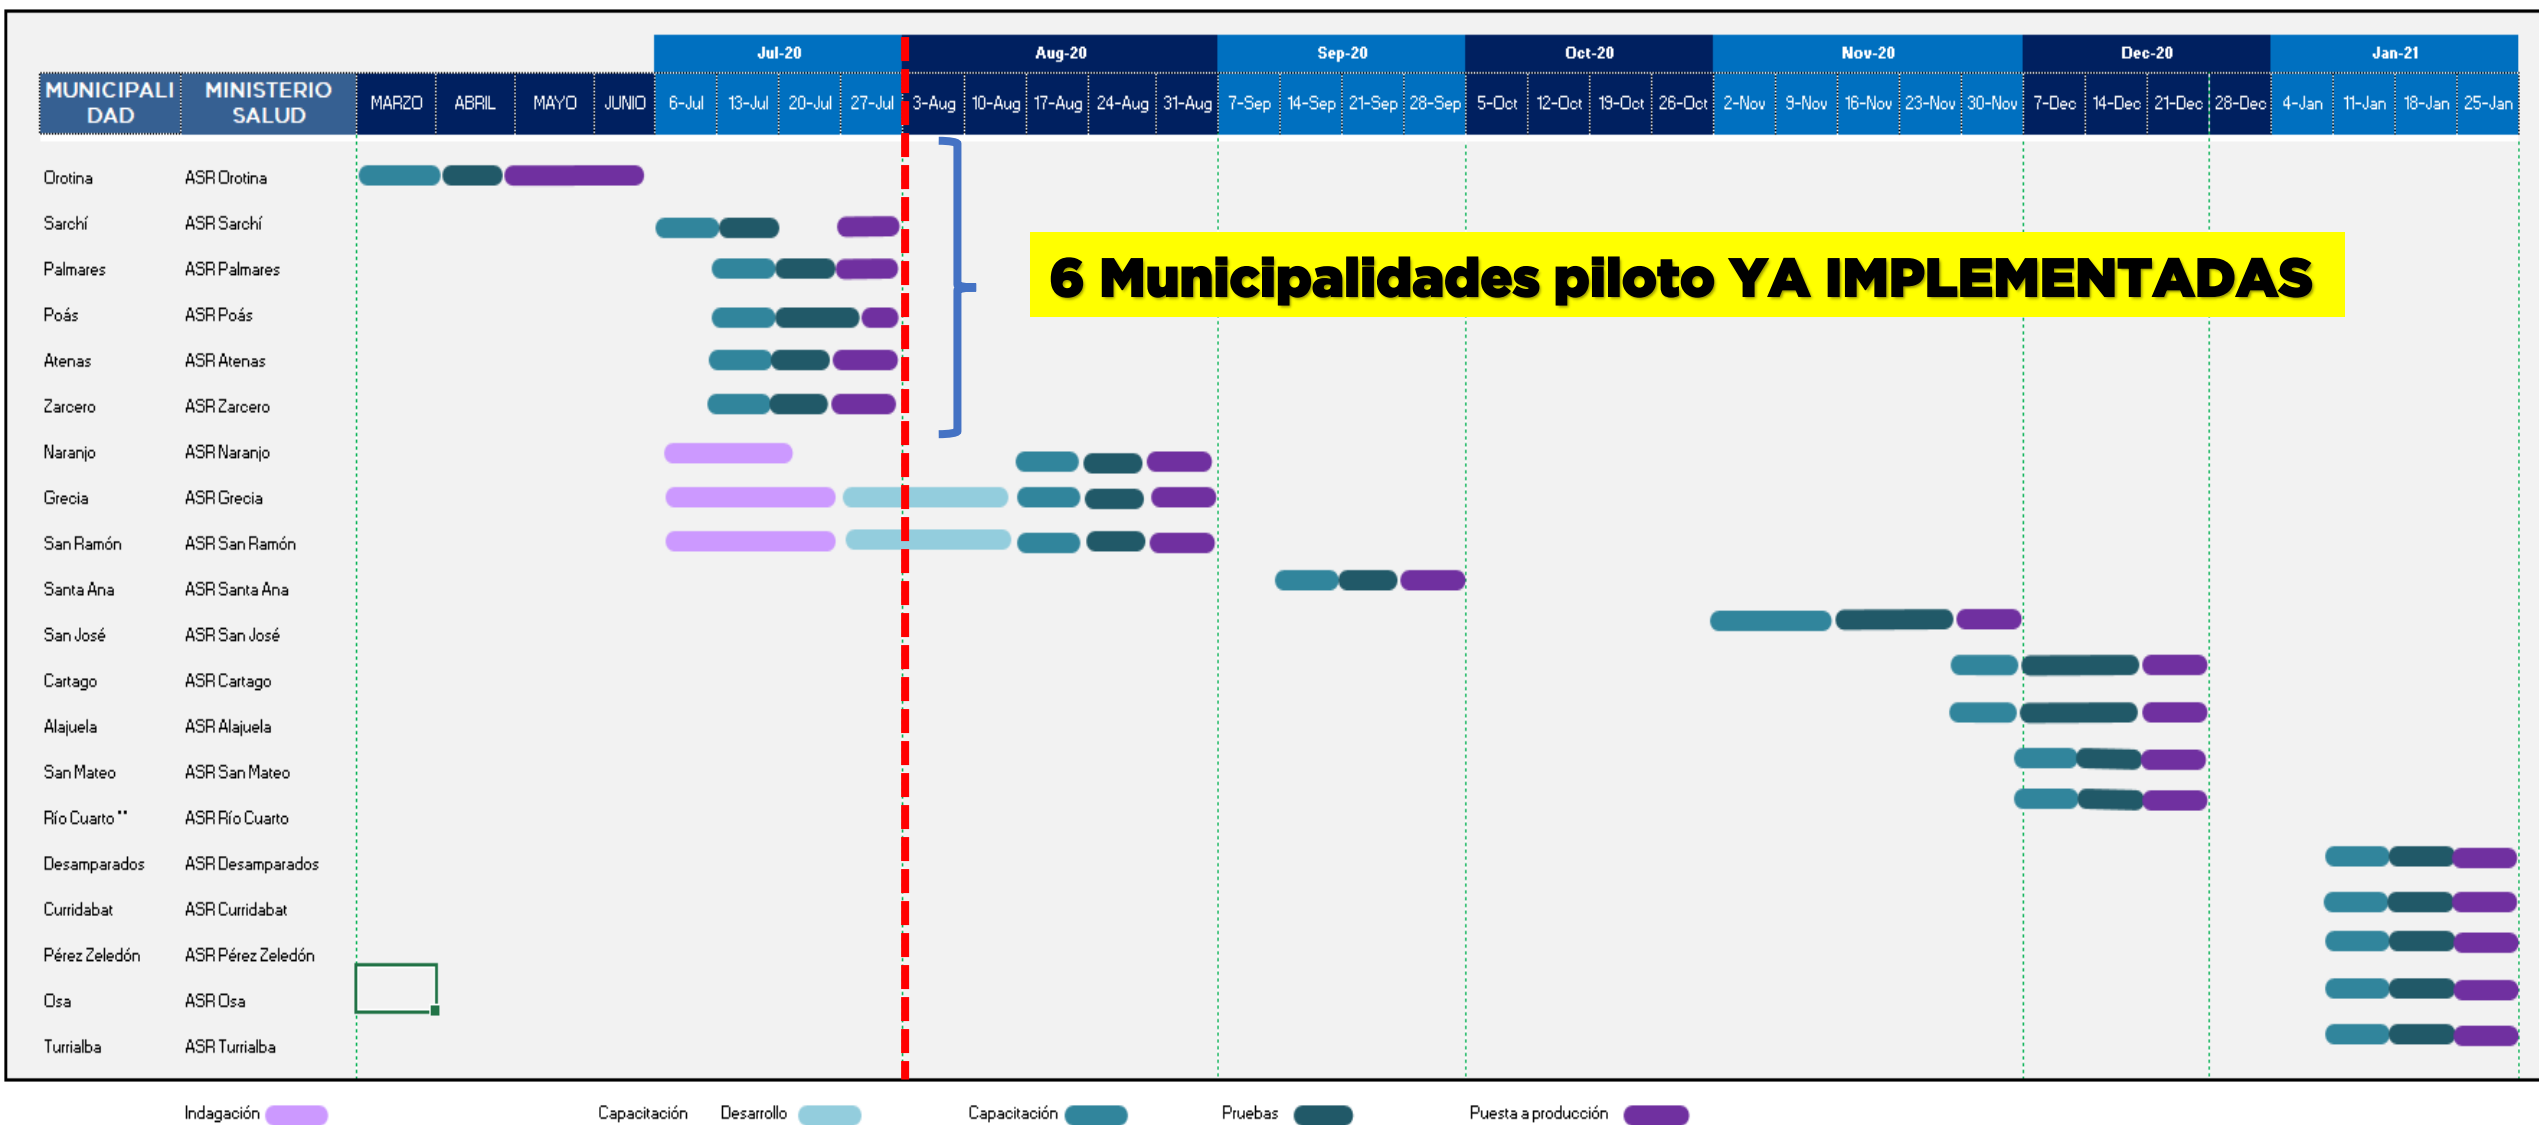 Jul-20 Aug-20 Sep-20 Oct-20 Nov-20 Dec-20 Jan-21
MUNICIPALI
DAD
MINISTERIO
SALUD
MARZO ABRIL MAYO JUNIO 6-Jul 13-Jul 20-Jul 27-Jul 3-Aug 10-Aug 17-Aug 24-Aug 31-Aug 7-Sep 14-Sep 21-Sep 28-Sep 5-Oct 12-Oct 19-Oct 26-Oct 2-Nov 9-Nov 16-Nov 23-Nov 30-Nov 7-Dec 14-Dec 21-Dec 28-Dec 4-Jan 11-Jan 18-Jan 25-Jan
Orotina ASR Orotina
Sarchí ASR Sarchí
Palmares ASR Palmares
6 Municipalidades piloto YA IMPLEMENTADAS
Poás ASR Poás
Atenas ASR Atenas
Zarcero ASR Zarcero
Naranjo ASR Naranjo
Grecia ASR Grecia
San Ramón ASR San Ramón
Santa Ana ASR Santa Ana
San José ASR San José
Cartago ASR Cartago
Alajuela ASR Alajuela
San Mateo ASR San Mateo
Río Cuarto ** ASR Río Cuarto
Desamparados ASR Desamparados
Curridabat ASR Curridabat
Pérez Zeledón ASR Pérez Zeledón
Osa ASR Osa
Turrialba ASR Turrialba
Indagación Capacitación Desarrollo Capacitación Pruebas Puesta a producción